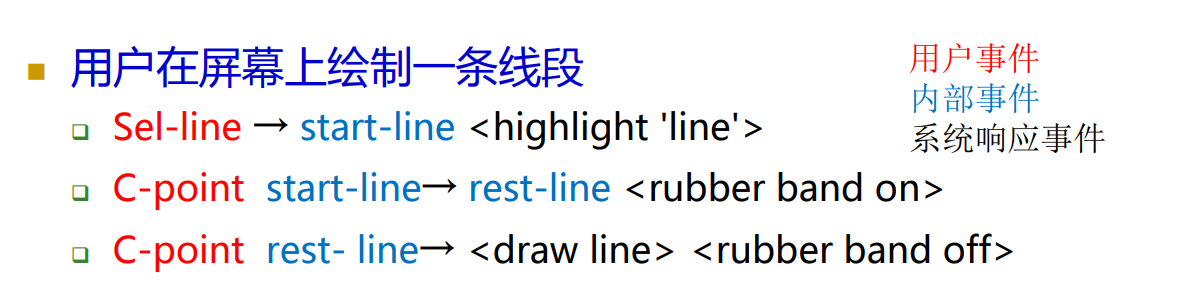 用户在屏幕上绘制一条线段
Sel-line → start-line <highlight 'line'>
C-point start-line→ rest-line <rubber band on>
C-point rest- line→ <draw line> <rubber band off>
用户事件
内部事件
系统响应事件